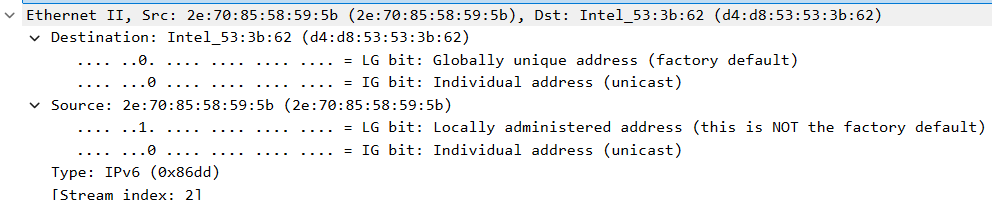 Ethernet II, Src: 2e:70:85:58:59:5b (2e:70:85:58:59:5b), Dst: Intel_53:3b:62 (d4:d8:53:53:3b:62)
Destination: Intel_53:3b:62 (d4:d8:53:53:3b:62)
.... ..0. .... .... .... .... = LG bit: Globally unique address (factory default)
.... ...0 .... .... .... .... = IG bit: Individual address (unicast)
Source: 2e:70:85:58:59:5b (2e:70:85:58:59:5b)
.... ..1. .... .... .... .... = LG bit: Locally administered address (this is NOT the factory default)
.... ...0 .... .... .... .... = IG bit: Individual address (unicast)
Type: IPv6 (0x86dd)
[Stream index: 2]